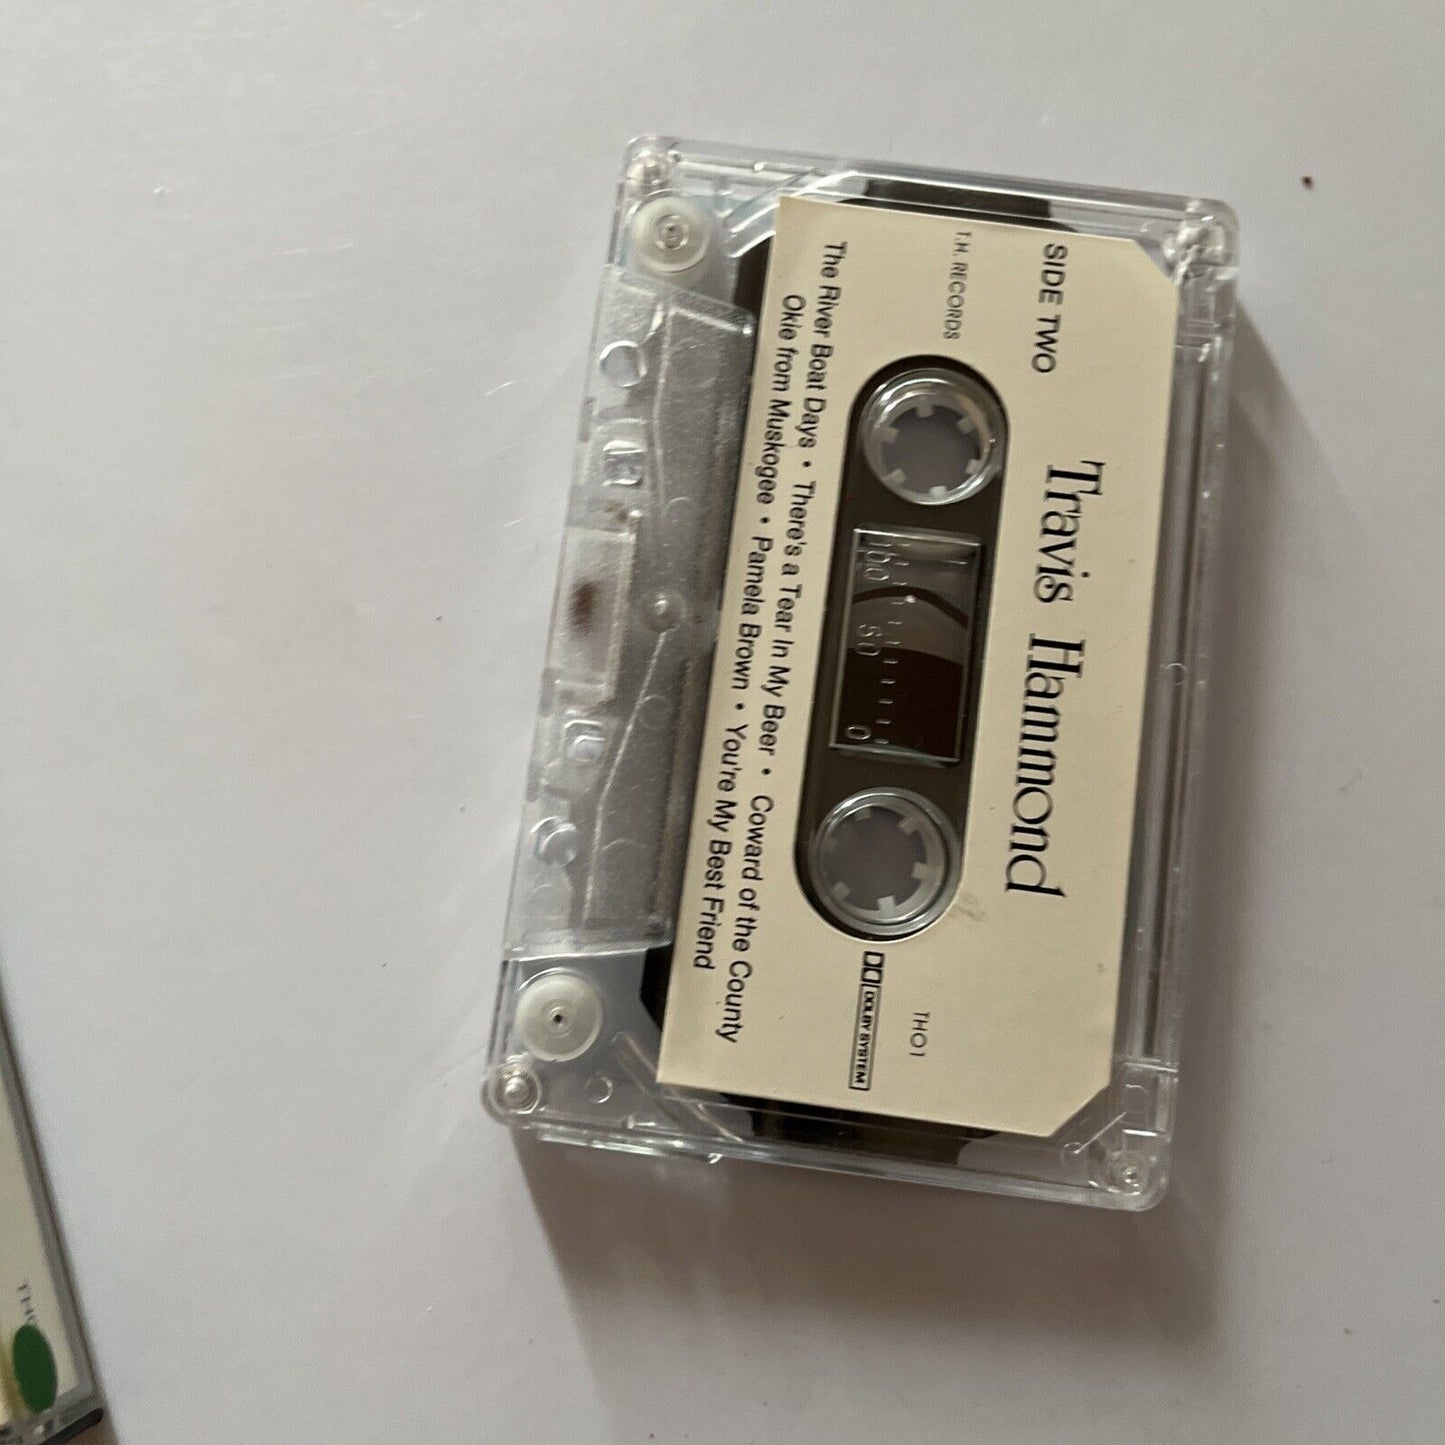 SIDE TWO
Travis Hammond
T.H. RECORDS
TH01
DOLBY SYSTEM
100 50 0
The River Boat Days • There's a Tear In My Beer • Coward of the County
Okie from Muskogee • Pamela Brown • You're My Best Friend